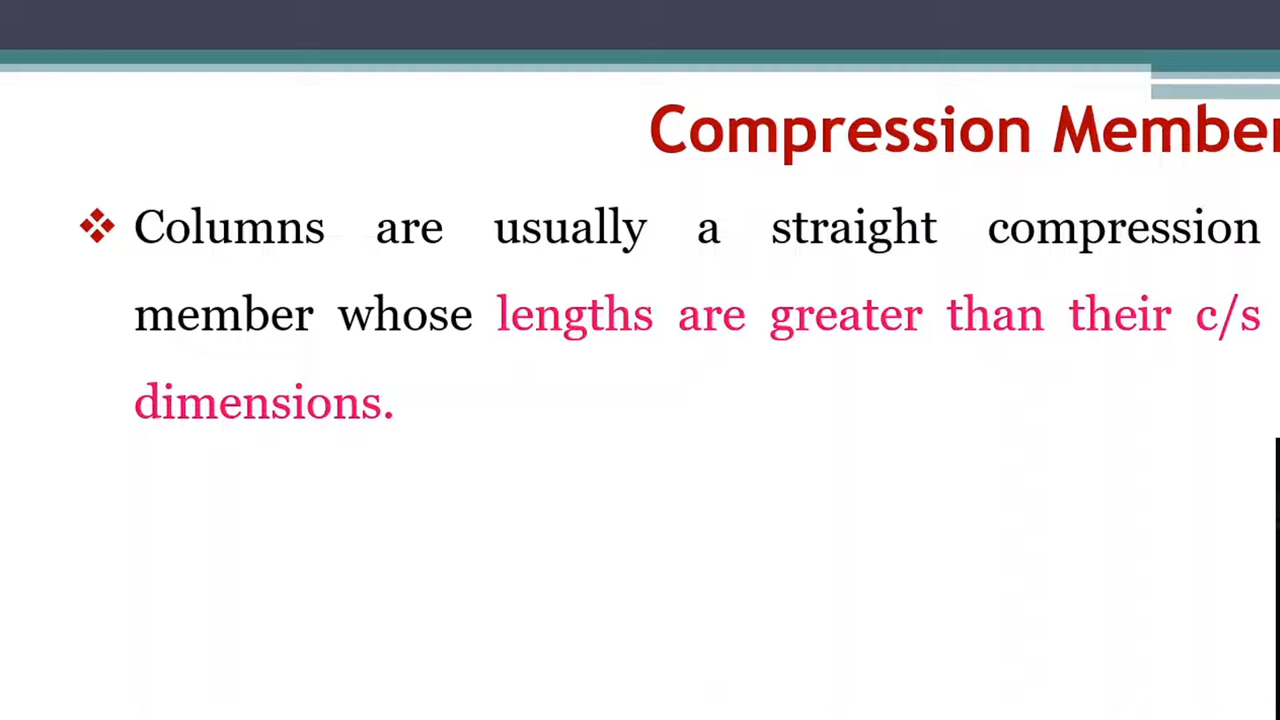 Compression Member
Columns are usually a straight compression
member whose lengths are greater than their c/s
dimensions.